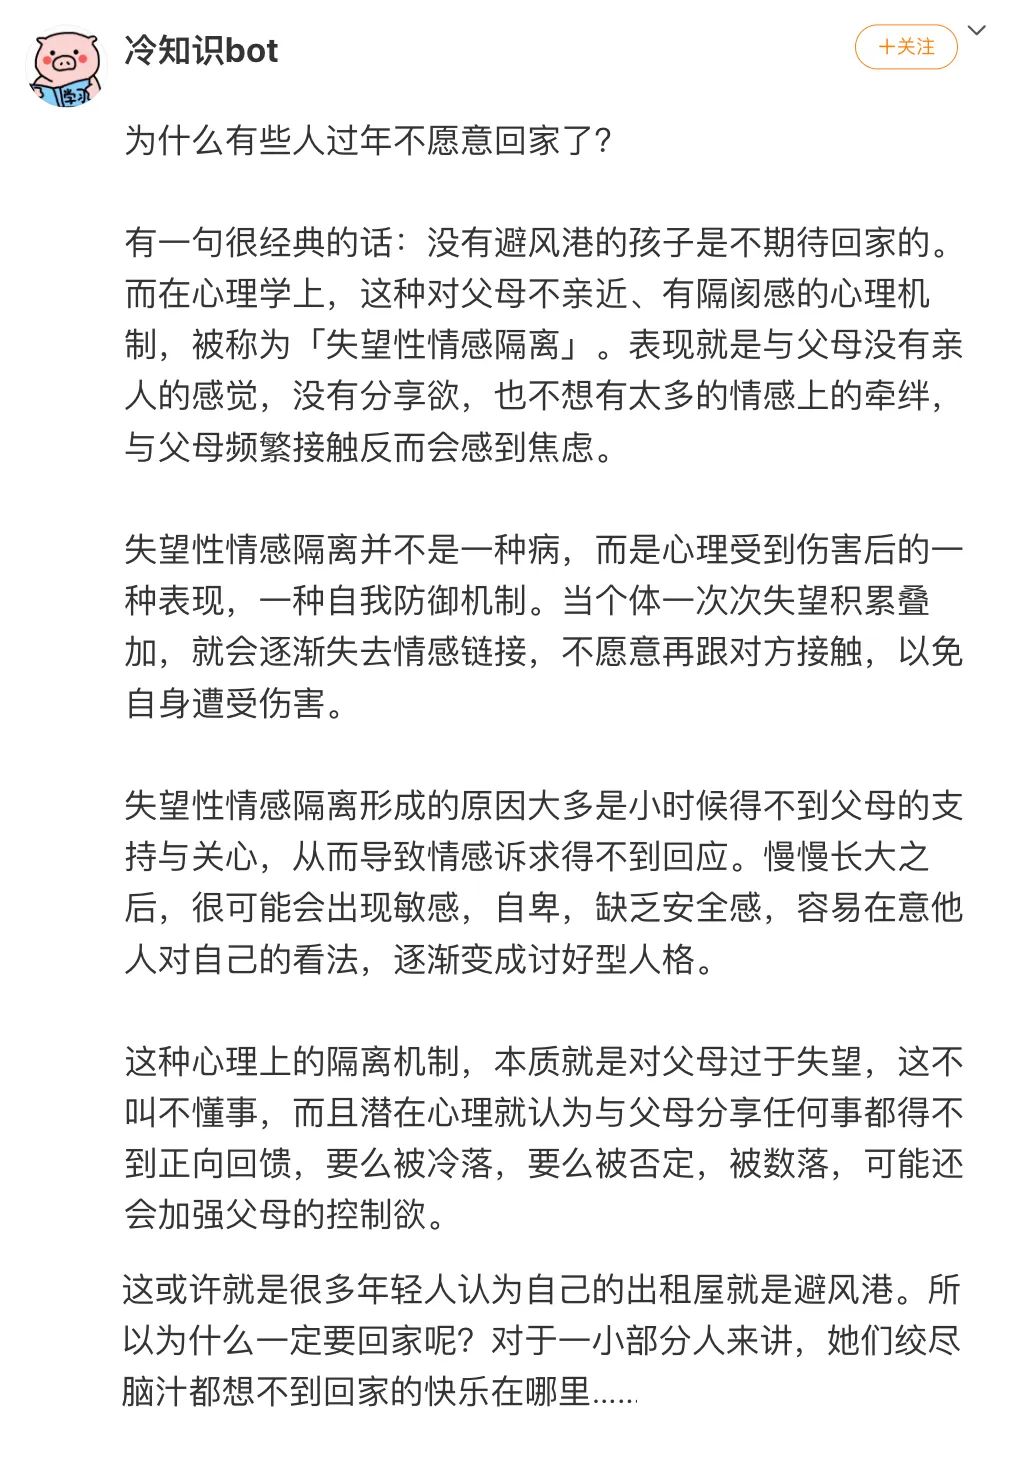 冷知识bot
+关注
学习
为什么有些人过年不愿意回家了?
有一句很经典的话：没有避风港的孩子是不期待回家的。
而在心理学上，这种对父母不亲近、有隔阂感的心理机
制，被称为「失望性情感隔离」。表现就是与父母没有亲
人的感觉，没有分享欲，也不想有太多的情感上的牵绊，
与父母频繁接触反而会感到焦虑。
失望性情感隔离并不是一种病，而是心理受到伤害后的一
种表现，一种自我防御机制。当个体一次次失望积累叠
加，就会逐渐失去情感链接，不愿意再跟对方接触，以免
自身遭受伤害。
失望性情感隔离形成的原因大多是小时候得不到父母的支
持与关心，从而导致情感诉求得不到回应。慢慢长大之
后，很可能会出现敏感，自卑，缺乏安全感，容易在意他
人对自己的看法，逐渐变成讨好型人格。
这种心理上的隔离机制，本质就是对父母过于失望，这不
叫不懂事，而且潜在心理就认为与父母分享任何事都得不
到正向回馈，要么被冷落，要么被否定，被数落，可能还
会加强父母的控制欲。
这或许就是很多年轻人认为自己的出租屋就是避风港。所
以为什么一定要回家呢？对于一小部分人来讲，她们绞尽
脑汁都想不到回家的快乐在哪里......